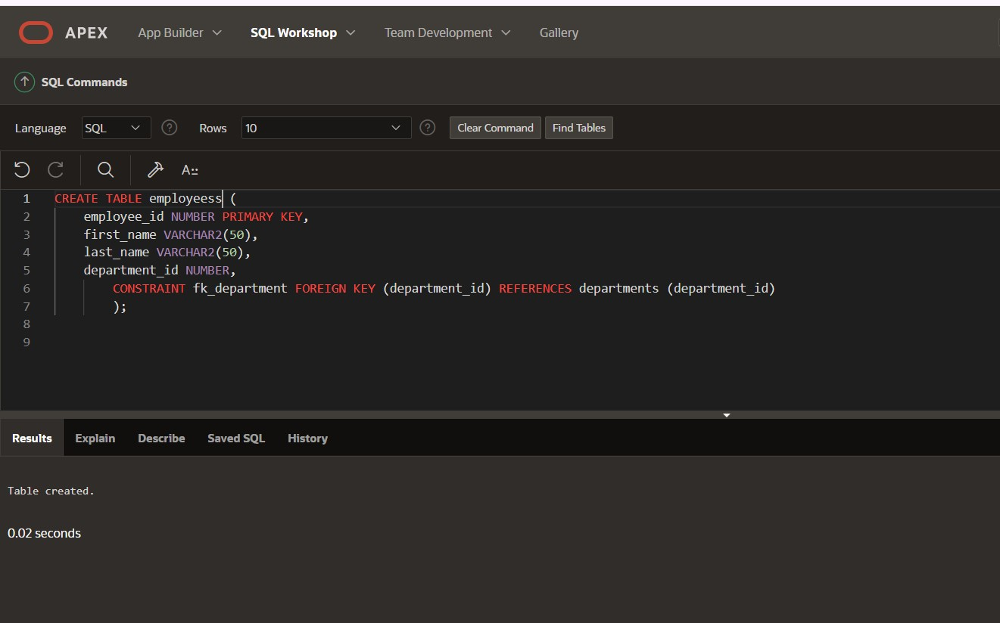 APEX App Builder SQL Workshop Team Development Gallery
SQL Commands
Language SQL ? Rows 10 ? Clear Command Find Tables
A::
1 CREATE TABLE employeess (
2 employee_id NUMBER PRIMARY KEY,
3 first_name VARCHAR2(50),
4 last_name VARCHAR2(50),
5 department_id NUMBER,
6 CONSTRAINT fk_department FOREIGN KEY (department_id) REFERENCES departments (department_id)
7 );
8
9
Results Explain Describe Saved SQL History
Table created.
0.02 seconds